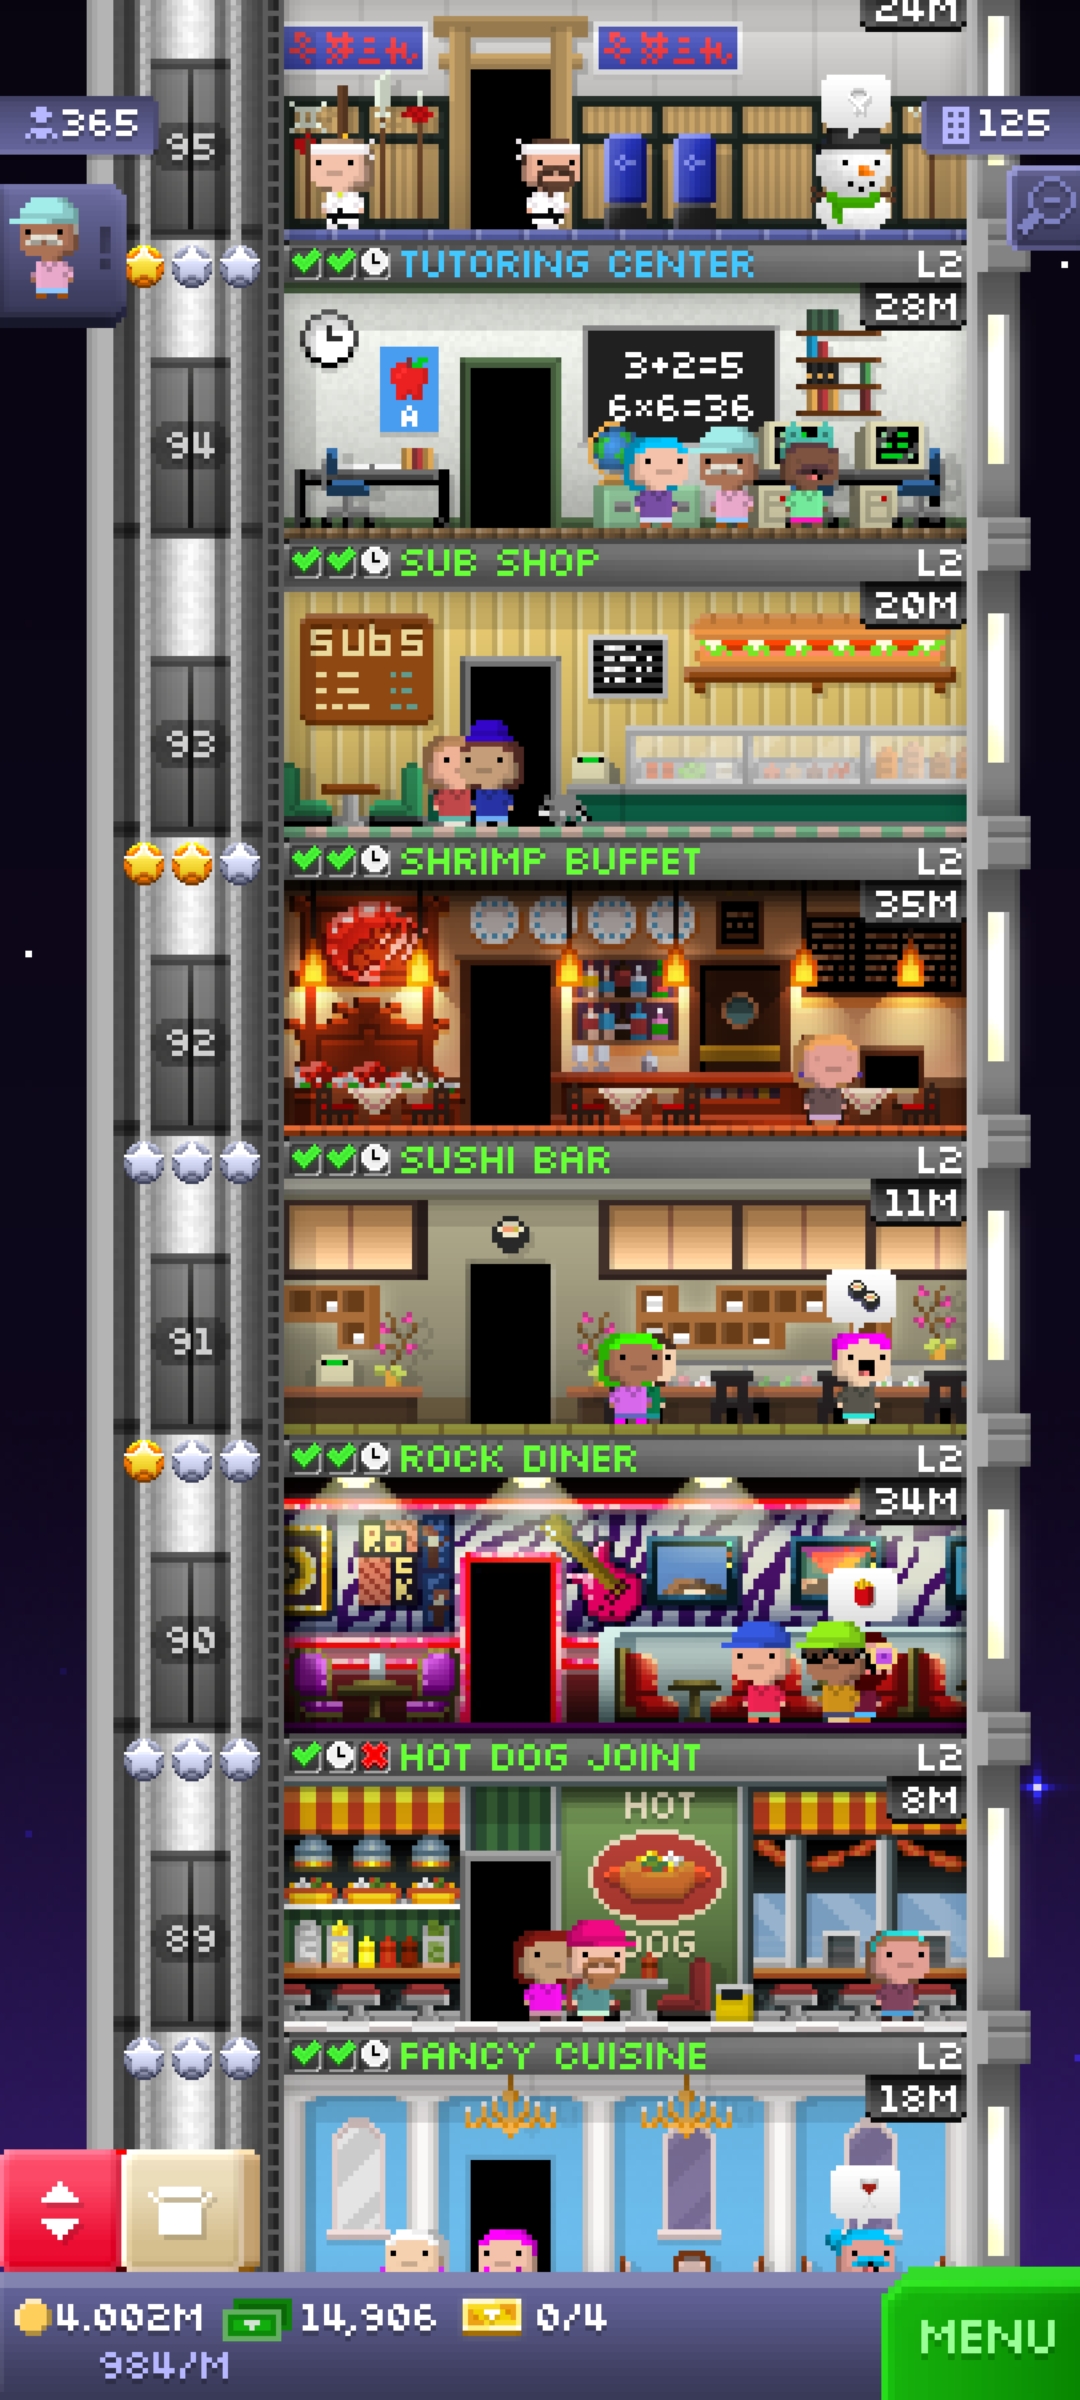 24M
365
125
95
TUTORING CENTER L2
28M
3+2=5
6×6=36
A
94
SUB SHOP L2
20M
SUBS
93
SHRIMP BUFFET L2
35M
92
SUSHI BAR L2
11M
91
ROCK DINER L2
34M
ROCK
90
HOT DOG JOINT L2
8M
HOT
DOG
89
FANCY CUISINE L2
18M
4.002M 14,906 0/4
984/M
MENU